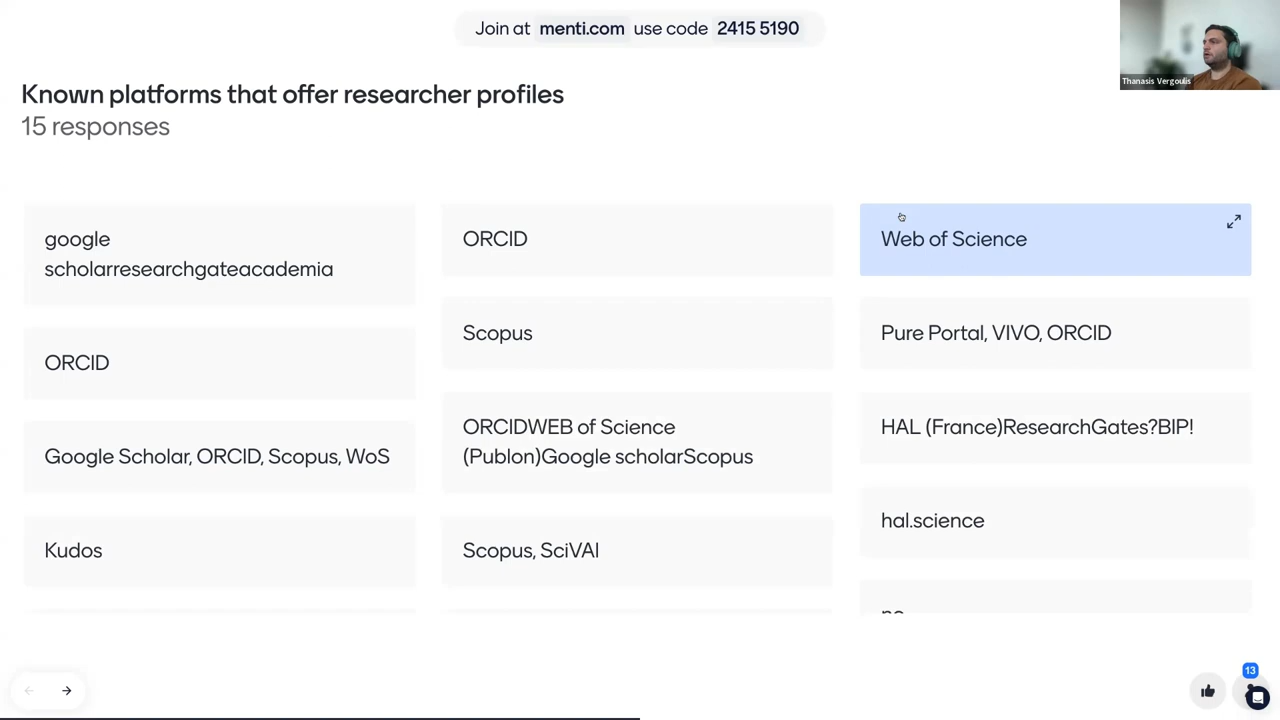 Join at menti.com use code 2415 5190
Thanasis Vergoulis
Known platforms that offer researcher profiles
15 responses
google
scholarresearchgateacademia
ORCID
Google Scholar, ORCID, Scopus, WoS
Kudos
ORCID
Scopus
ORCIDWEB of Science
(Publon)Google scholarScopus
Scopus, SciVAl
Web of Science
Pure Portal, VIVO, ORCID
HAL (France)ResearchGates?BIP!
hal.science
no
13